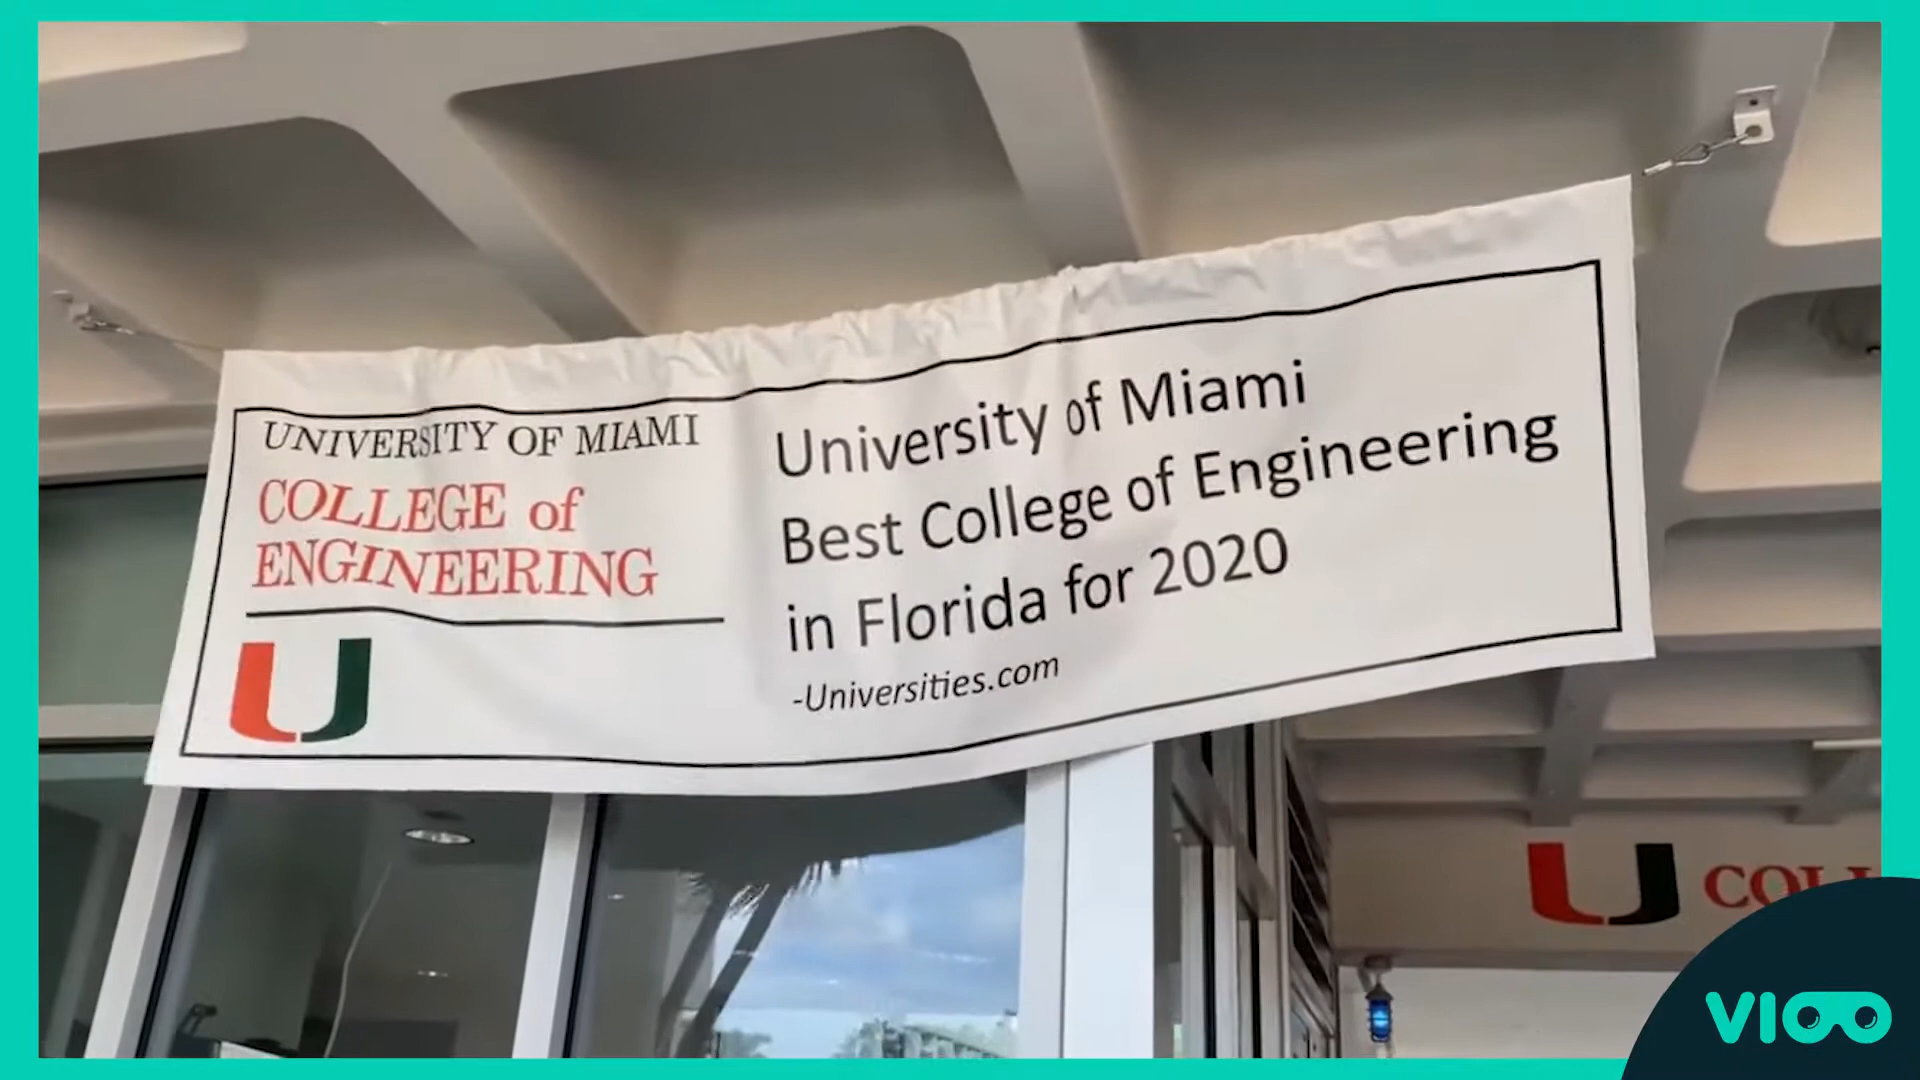 UNIVERSITY OF MIAMI
COLLEGE of
ENGINEERING
U
University of Miami
Best College of Engineering
in Florida for 2020
-Universities.com
U
VIOO